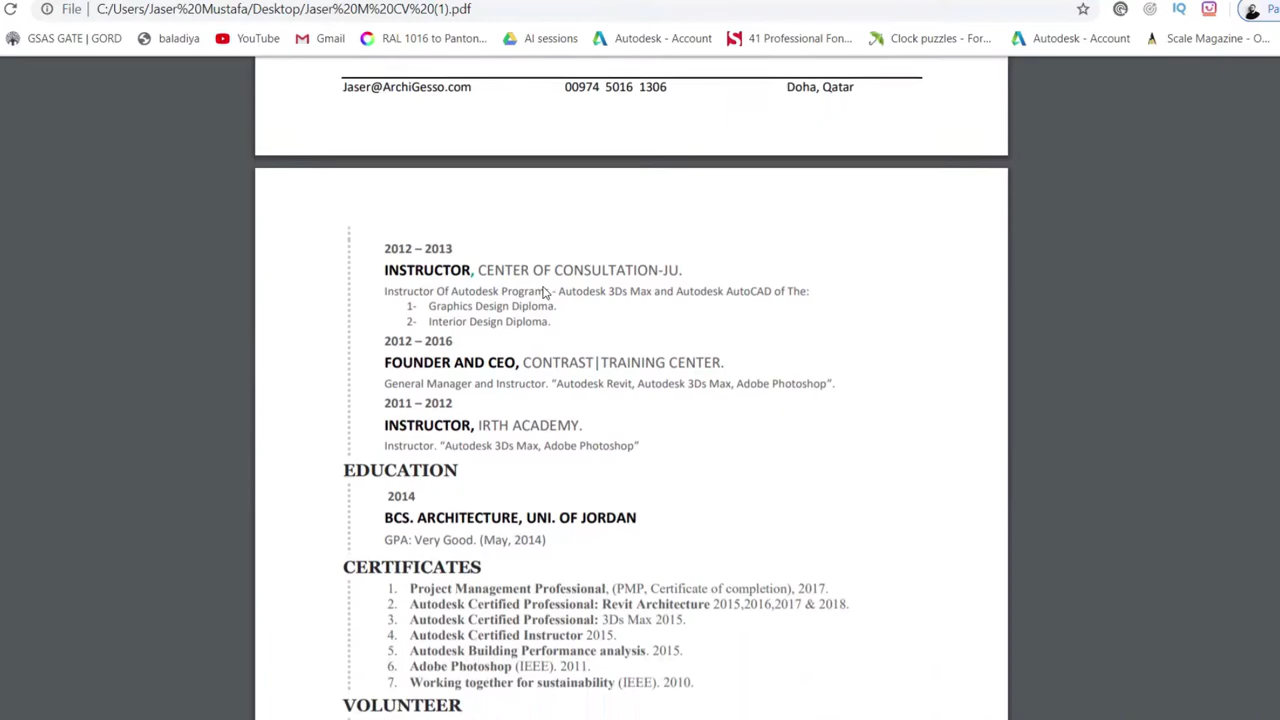 File | C:/Users/Jaser%20Mustafa/Desktop/Jaser%20M%20CV%20(1).pdf
GSAS GATE | GORD baladiya YouTube Gmail RAL 1016 to Panton... AI sessions Autodesk - Account 41 Professional Fon... Clock puzzles - For... Autodesk - Account Scale Magazine - O...
Jaser@ArchiGesso.com 00974 5016 1306 Doha, Qatar
2012 – 2013
INSTRUCTOR, CENTER OF CONSULTATION-JU.
Instructor Of Autodesk Programs - Autodesk 3Ds Max and Autodesk AutoCAD of The:
1- Graphics Design Diploma.
2- Interior Design Diploma.
2012 – 2016
FOUNDER AND CEO, CONTRAST|TRAINING CENTER.
General Manager and Instructor. “Autodesk Revit, Autodesk 3Ds Max, Adobe Photoshop”.
2011 – 2012
INSTRUCTOR, IRTH ACADEMY.
Instructor. “Autodesk 3Ds Max, Adobe Photoshop”
EDUCATION
2014
BCS. ARCHITECTURE, UNI. OF JORDAN
GPA: Very Good. (May, 2014)
CERTIFICATES
1. Project Management Professional, (PMP, Certificate of completion), 2017.
2. Autodesk Certified Professional: Revit Architecture 2015,2016,2017 & 2018.
3. Autodesk Certified Professional: 3Ds Max 2015.
4. Autodesk Certified Instructor 2015.
5. Autodesk Building Performance analysis. 2015.
6. Adobe Photoshop (IEEE). 2011.
7. Working together for sustainability (IEEE). 2010.
VOLUNTEER